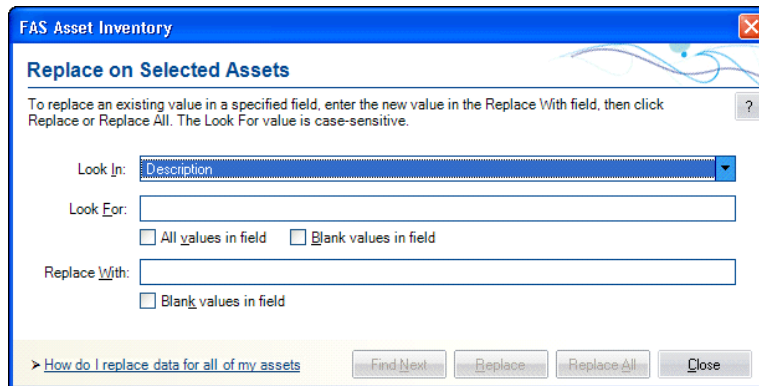 FAS Asset Inventory
Replace on Selected Assets
To replace an existing value in a specified field, enter the new value in the Replace With field, then click
Replace or Replace All. The Look For value is case-sensitive.
?
Look In: Description
Look For:
All values in field Blank values in field
Replace With:
Blank values in field
➤ How do I replace data for all of my assets Find Next Replace Replace All Close